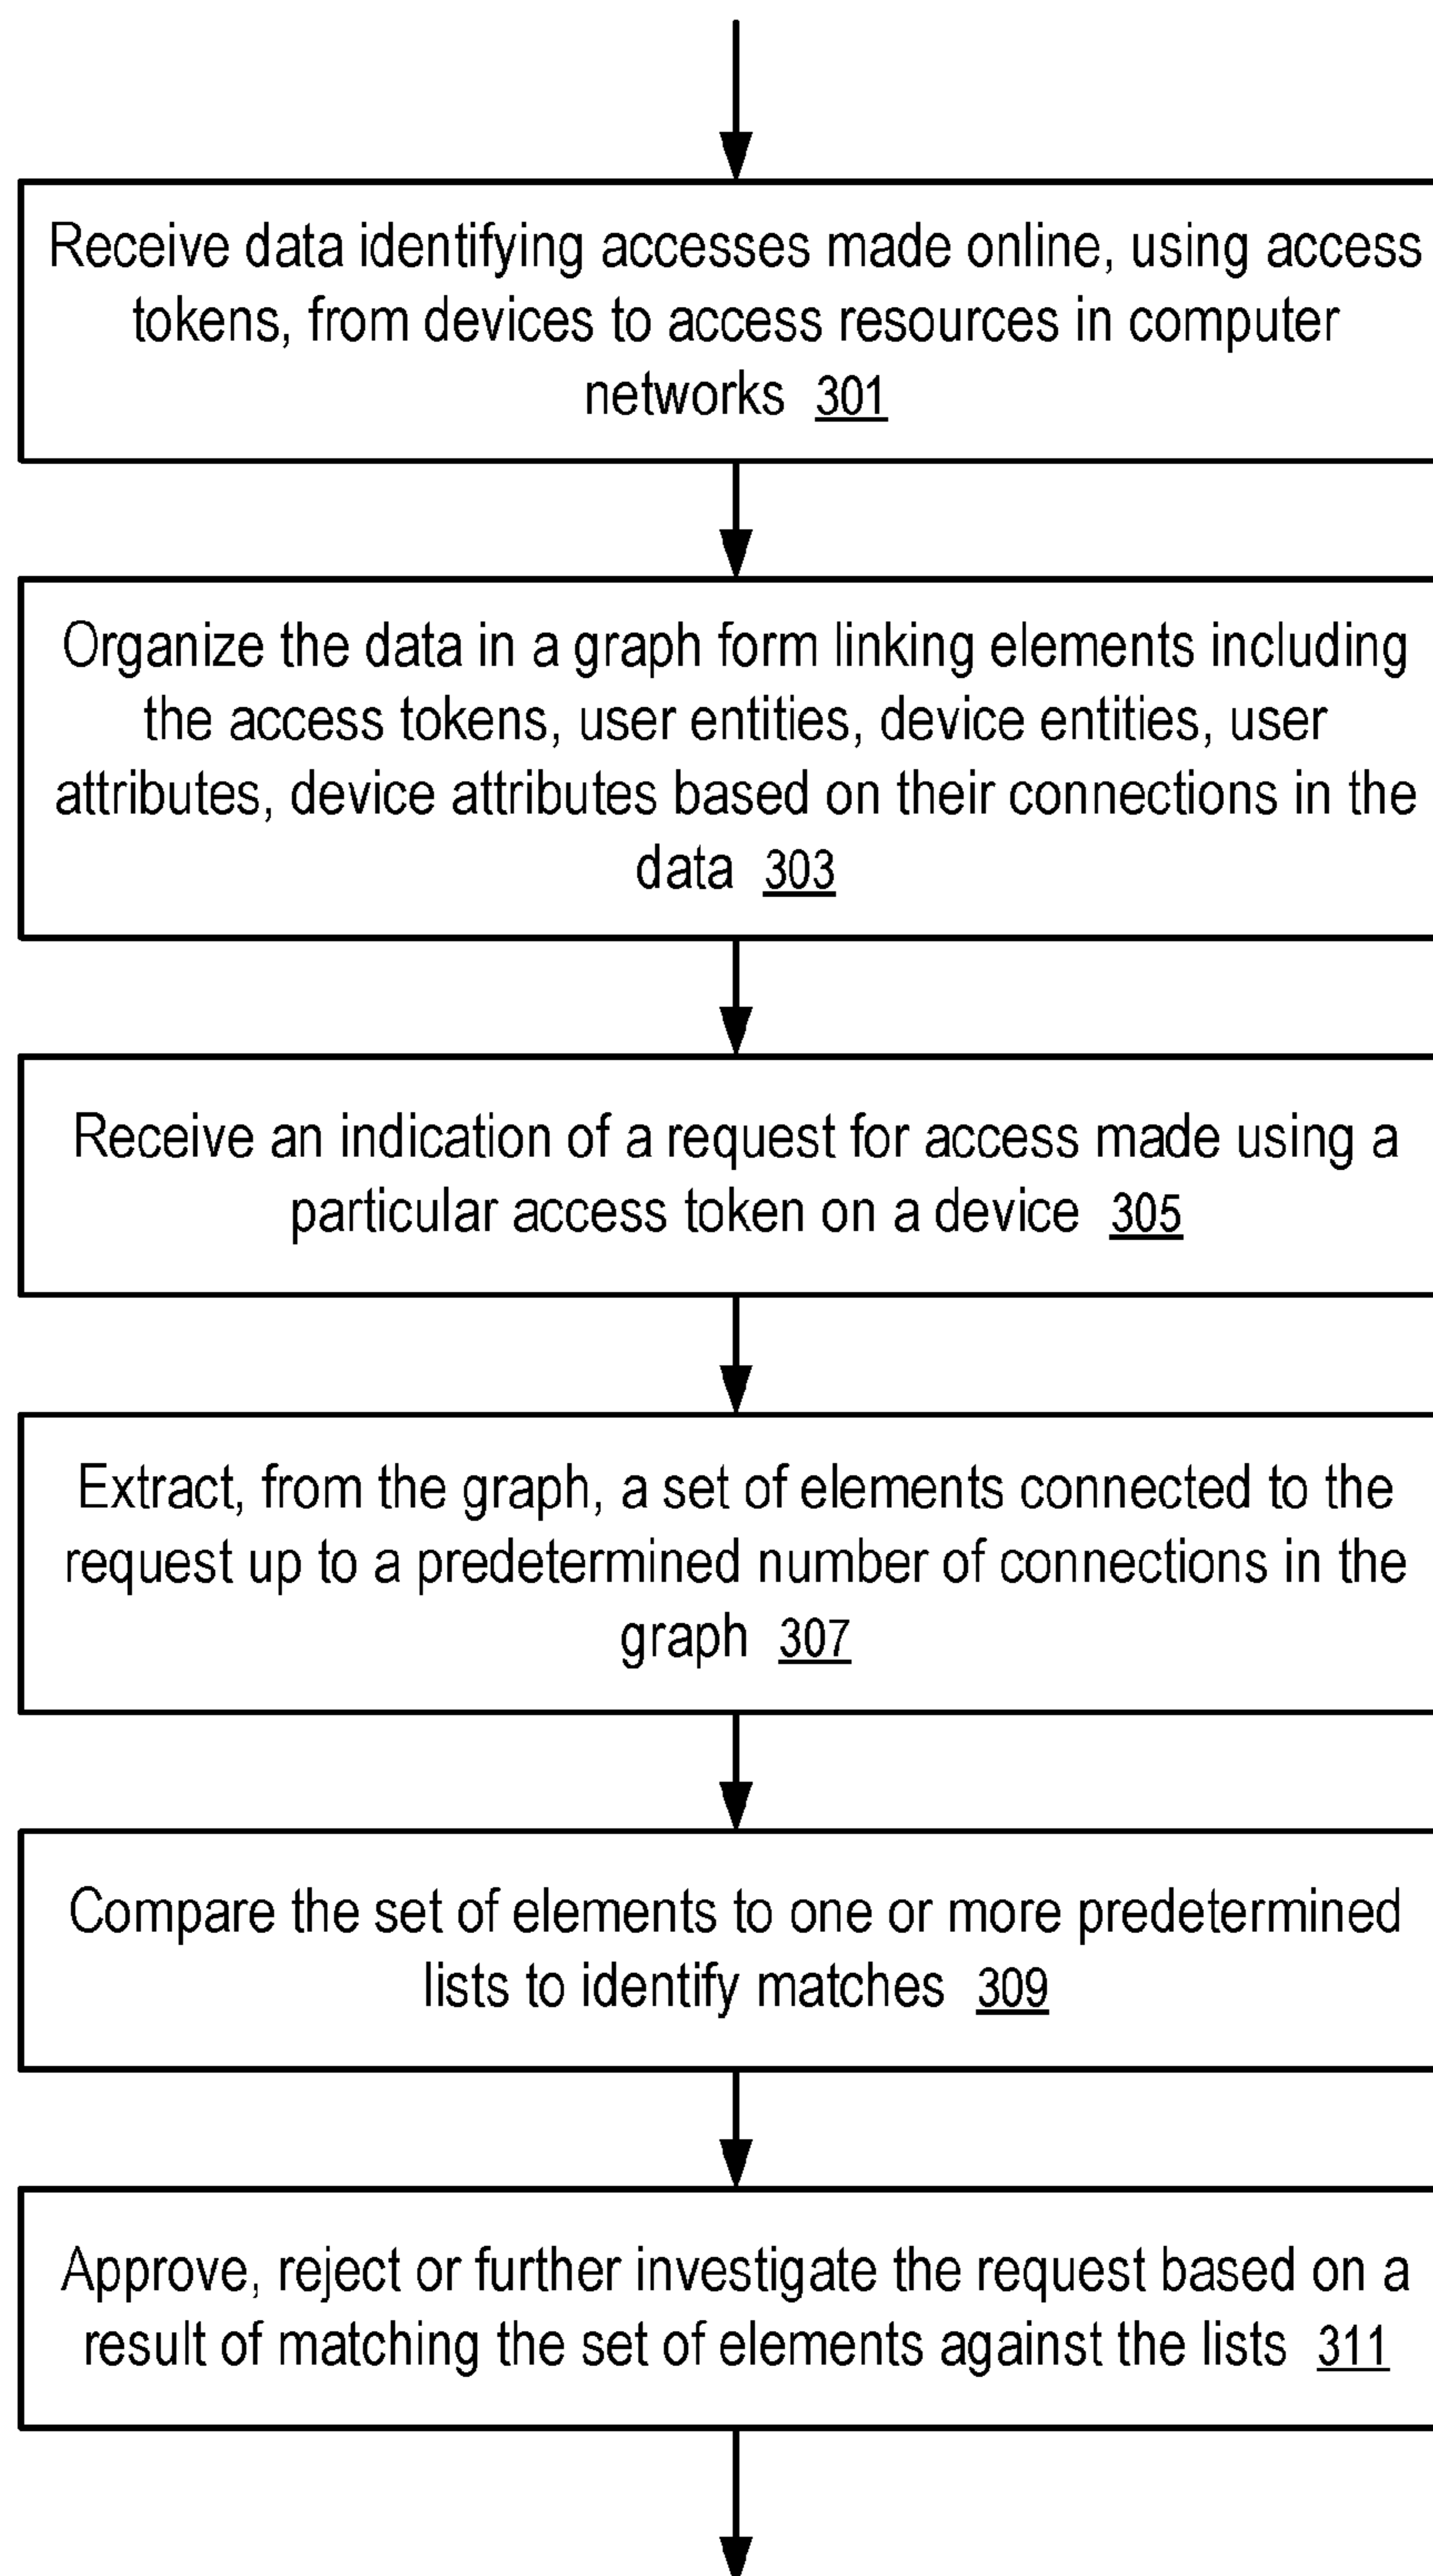 Receive data identifying accesses made online, using access
tokens, from devices to access resources in computer
networks 301
Organize the data in a graph form linking elements including
the access tokens, user entities, device entities, user
attributes, device attributes based on their connections in the
data 303
Receive an indication of a request for access made using a
particular access token on a device 305
Extract, from the graph, a set of elements connected to the
request up to a predetermined number of connections in the
graph 307
Compare the set of elements to one or more predetermined
lists to identify matches 309
Approve, reject or further investigate the request based on a
result of matching the set of elements against the lists 311